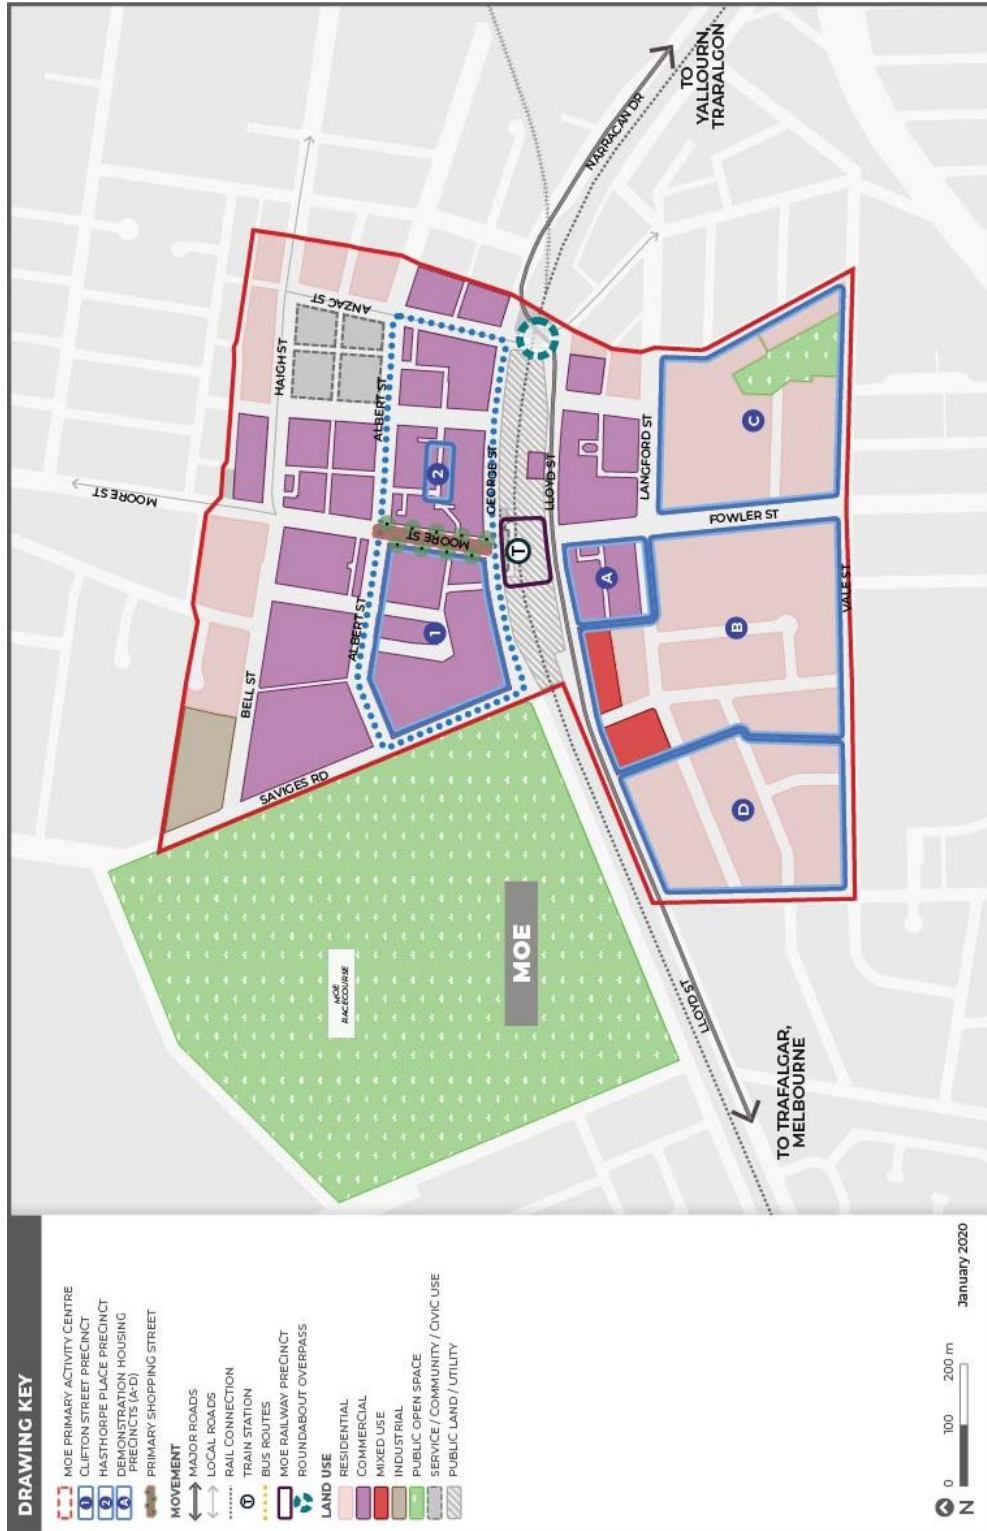 DRAWING KEY
MOE PRIMARY ACTIVITY CENTRE
1 CLIFTON STREET PRECINCT
2 HASTHORPE PLACE PRECINCT
A DEMONSTRATION HOUSING
PRECINCTS (A-D)
PRIMARY SHOPPING STREET
MOVEMENT
MAJOR ROADS
LOCAL ROADS
RAIL CONNECTION
T TRAIN STATION
BUS ROUTES
MOE RAILWAY PRECINCT
ROUNDABOUT OVERPASS
LAND USE
RESIDENTIAL
COMMERCIAL
MIXED USE
INDUSTRIAL
PUBLIC OPEN SPACE
SERVICE / COMMUNITY / CIVIC USE
PUBLIC LAND / UTILITY
N
0 100 200 m
January 2020
MOE
RACECOURSE
MOE
TO TRAFALGAR,
MELBOURNE
LLOYD ST
SAVIGES RD
BELL ST
ALBERT ST
1
MOORE ST
MOORE ST
2
ALBERT ST
HAIGH ST
ANZAC ST
GEORGE ST
T
LLOYD ST
LANGFORD ST
FOWLER ST
VALE ST
A
B
C
D
NARRACAN DR
TO
YALLOURN,
TRARALGON